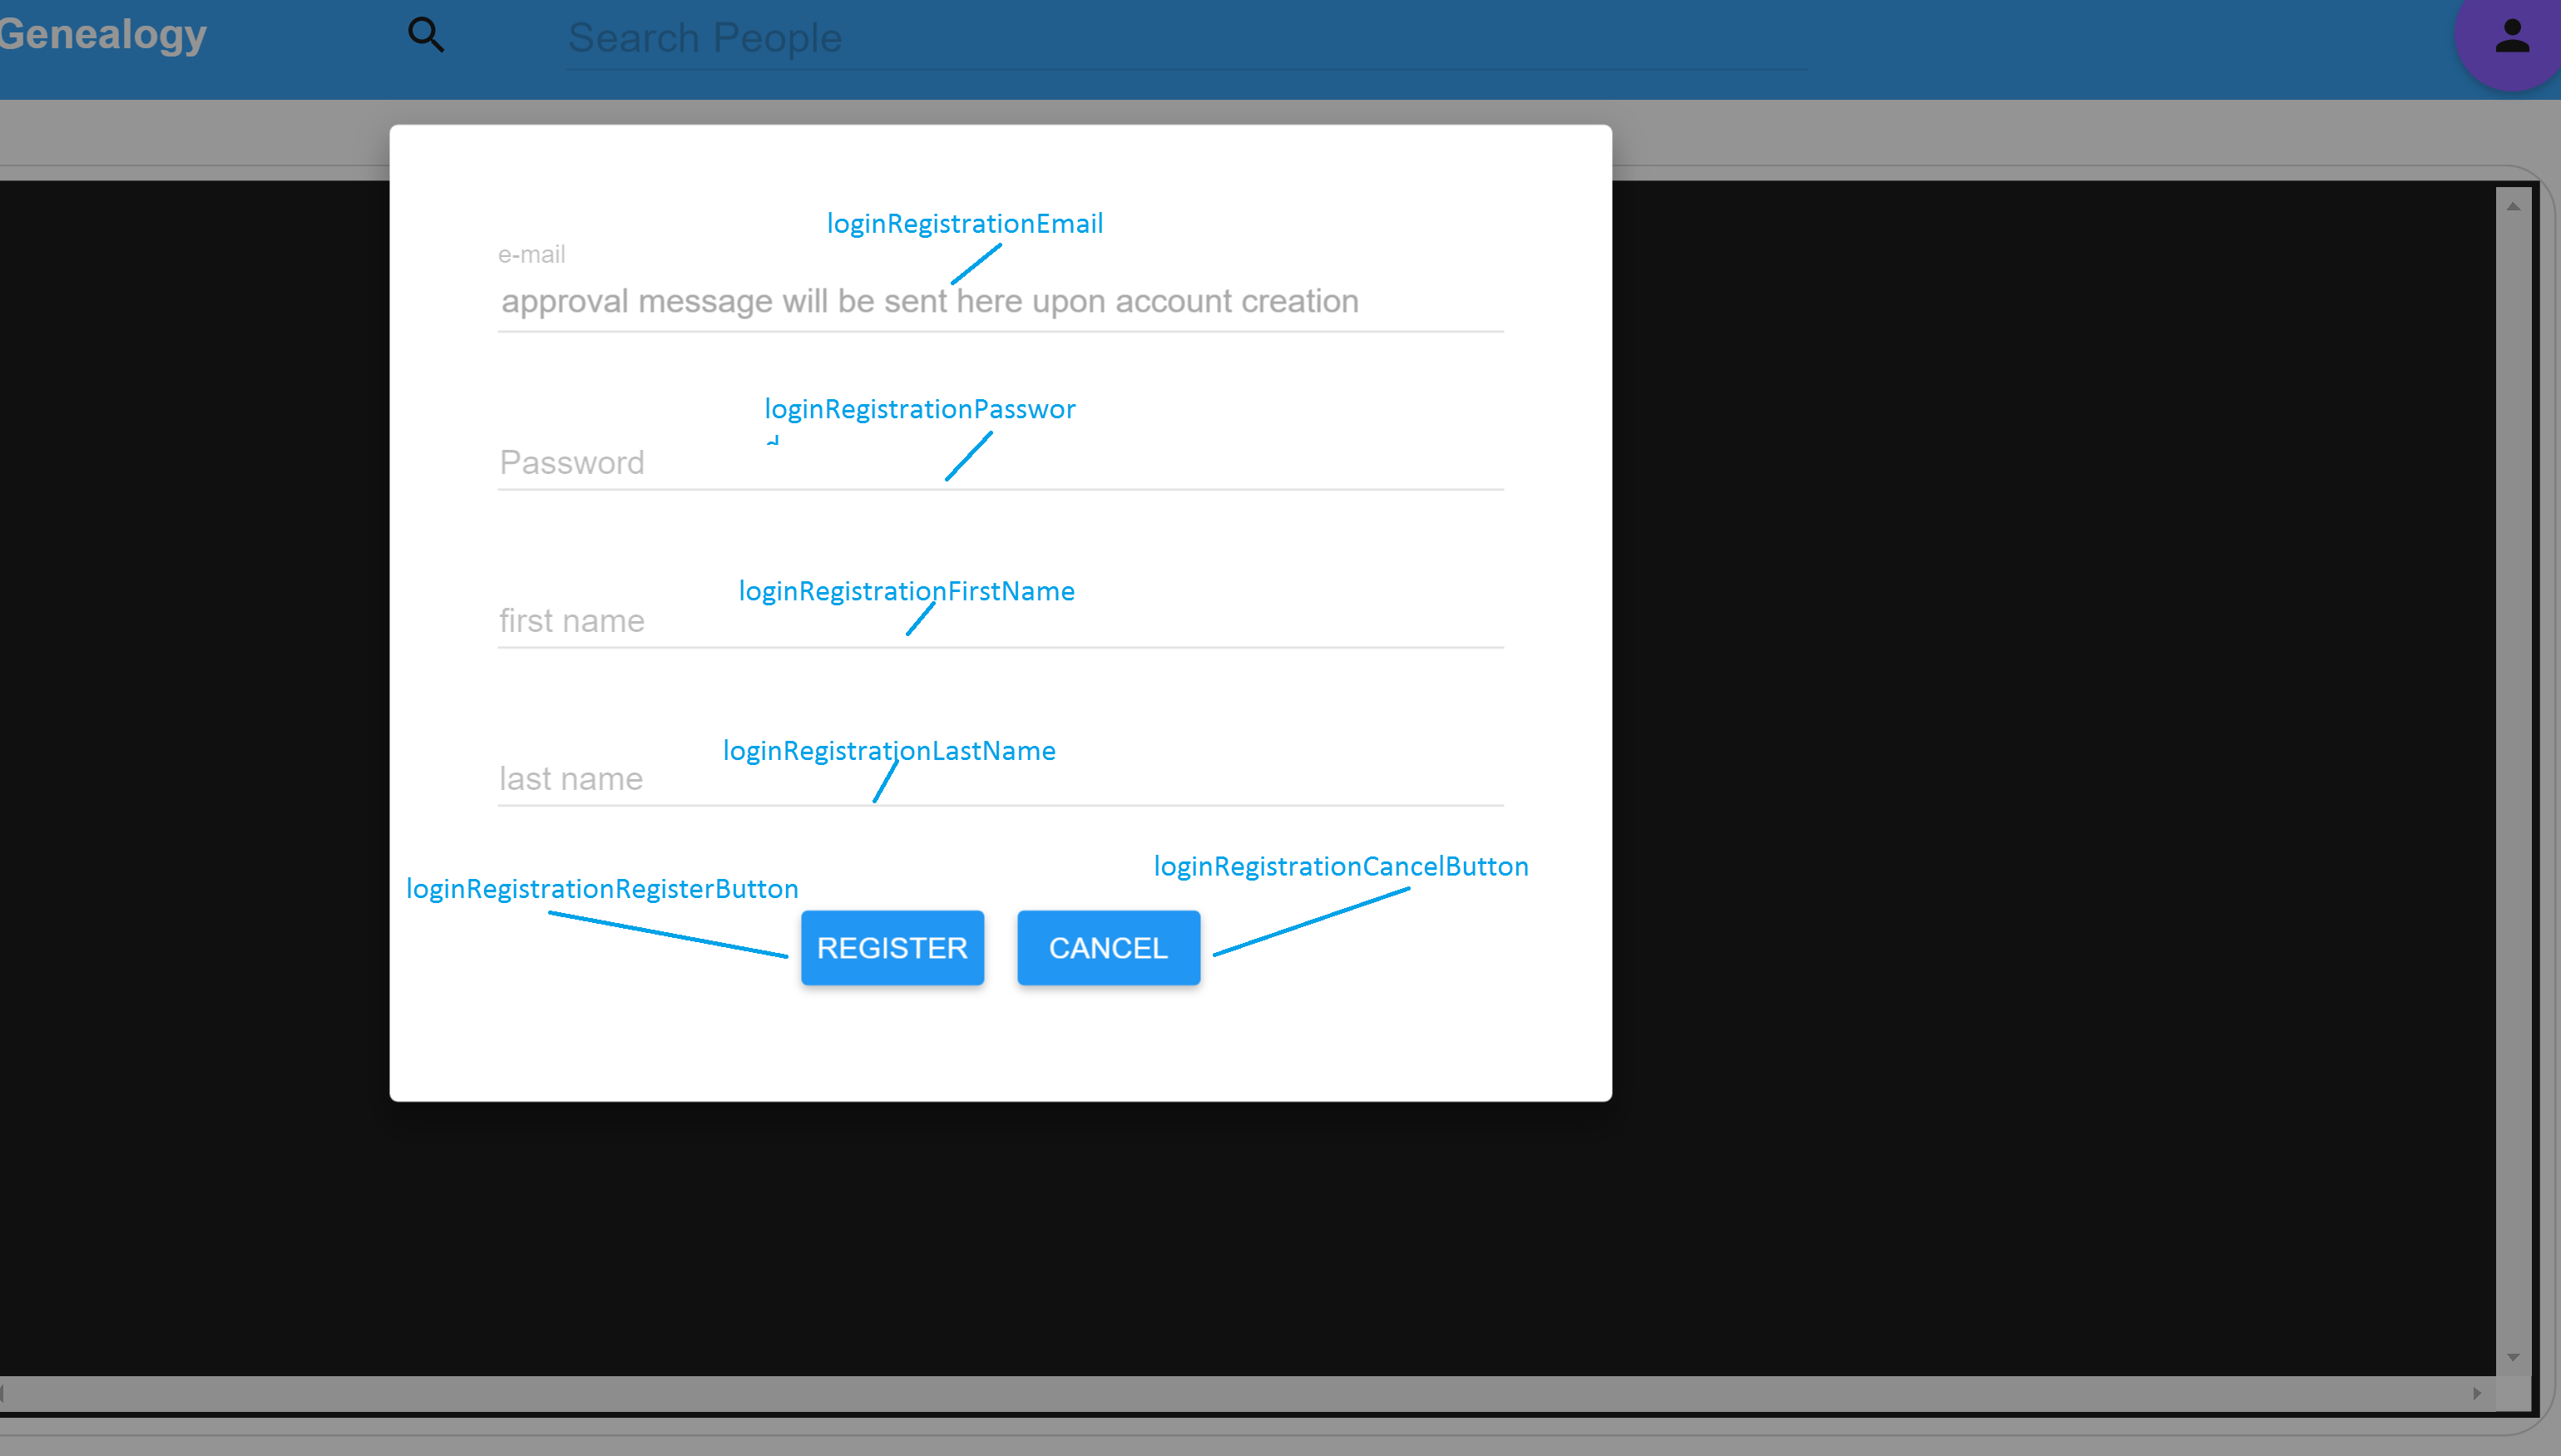 Genealogy
Search People
loginRegistrationEmail
e-mail
approval message will be sent here upon account creation
loginRegistrationPasswor
d
Password
loginRegistrationFirstName
first name
loginRegistrationLastName
last name
loginRegistrationCancelButton
loginRegistrationRegisterButton
REGISTER
CANCEL